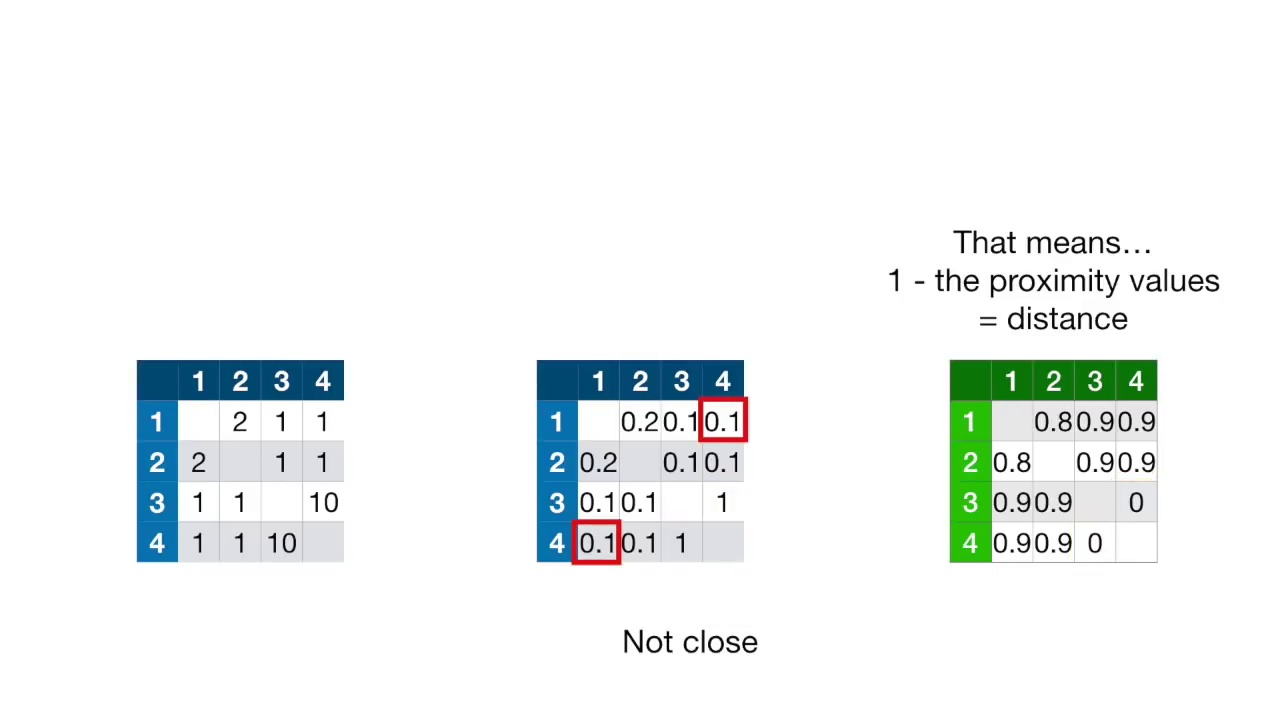 That means…
1 - the proximity values
= distance
1 2 3 4
1 2 1 1
2 2 1 1
3 1 1 10
4 1 1 10
1 2 3 4
1 0.2 0.1 0.1
2 0.2 0.1 0.1
3 0.1 0.1 1
4 0.1 0.1 1
1 2 3 4
1 0.8 0.9 0.9
2 0.8 0.9 0.9
3 0.9 0.9 0
4 0.9 0.9 0
Not close